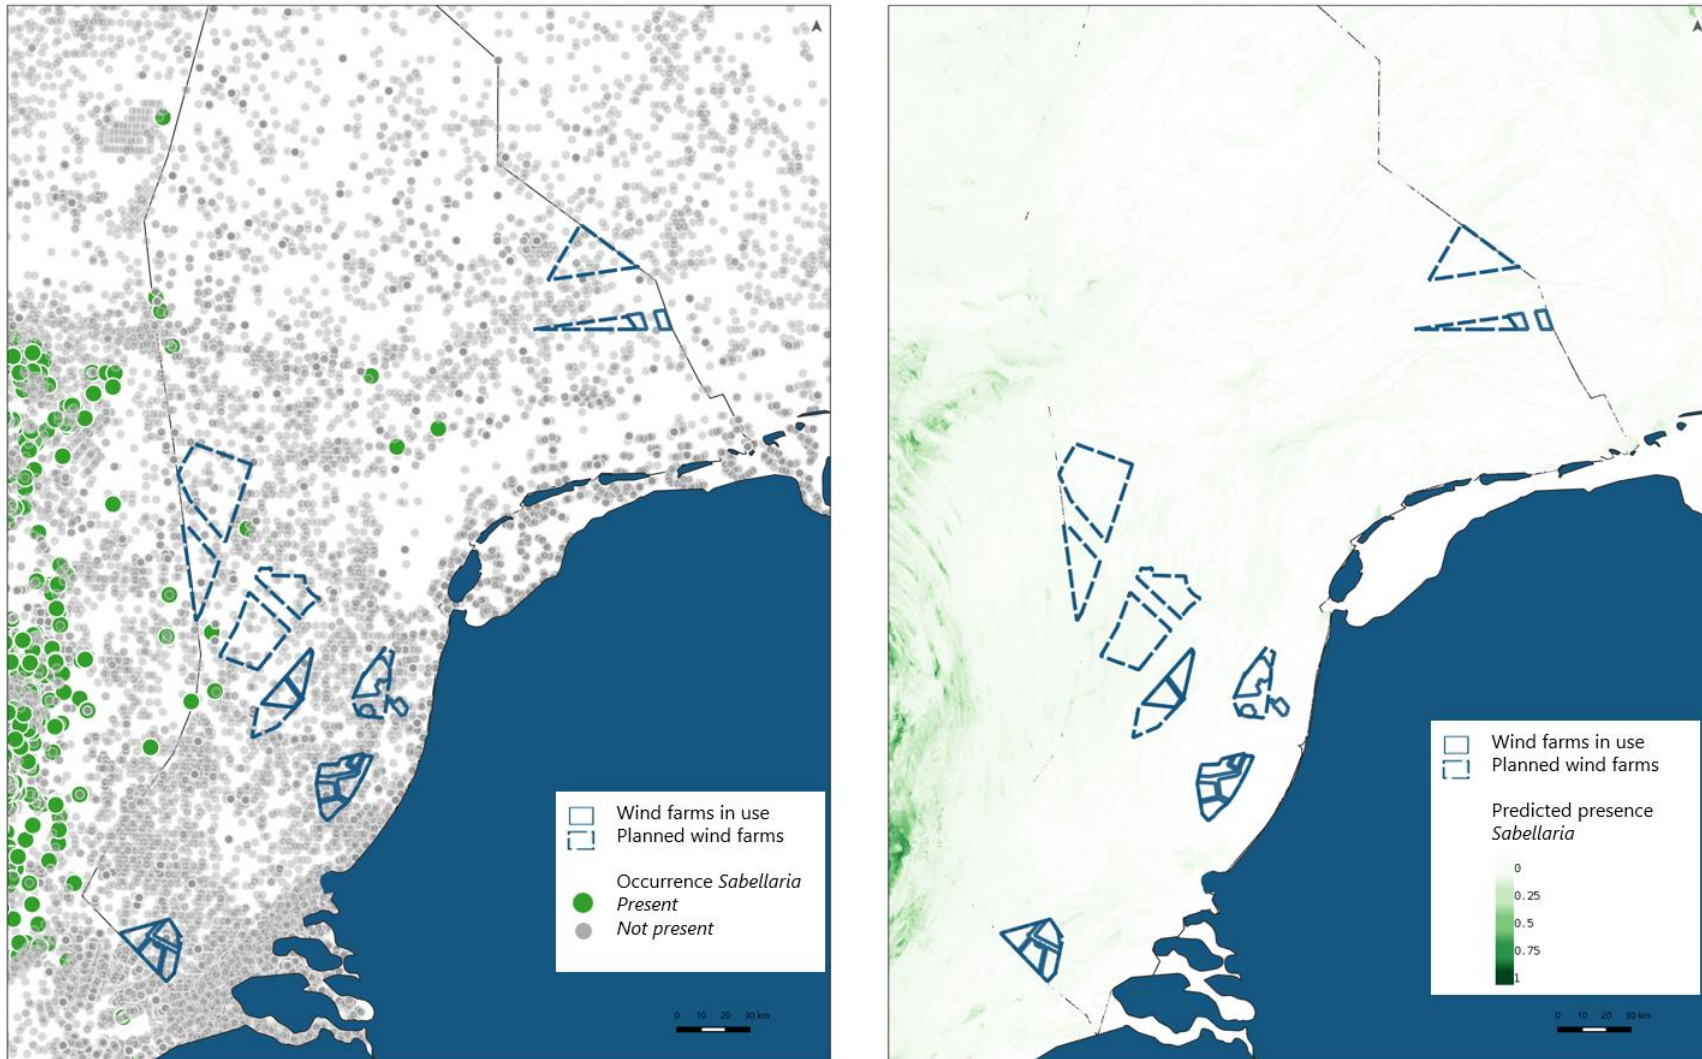 Wind farms in use
Planned wind farms
Occurrence Sabellaria
Present
Not present
0 10 20 30 km
Wind farms in use
Planned wind farms
Predicted presence
Sabellaria
0
0.25
0.5
0.75
1
0 10 20 30 km